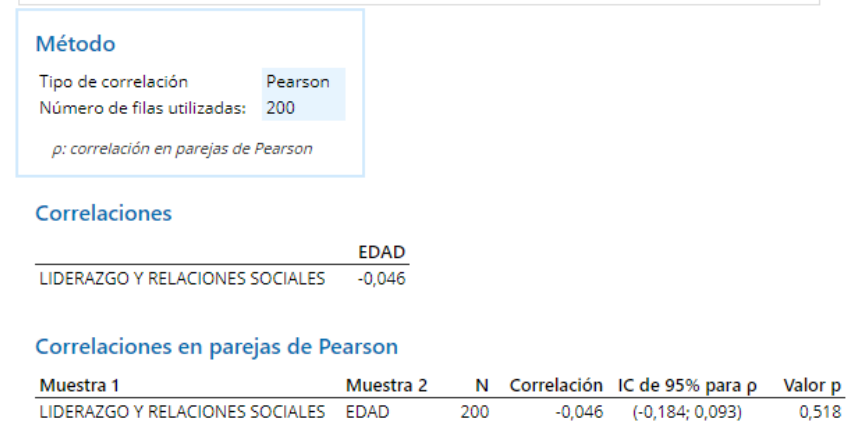 Método
Tipo de correlación Pearson
Número de filas utilizadas: 200
ρ: correlación en parejas de Pearson
Correlaciones
EDAD
LIDERAZGO Y RELACIONES SOCIALES -0,046
Correlaciones en parejas de Pearson
Muestra 1 Muestra 2 N Correlación IC de 95% para ρ Valor p
LIDERAZGO Y RELACIONES SOCIALES EDAD 200 -0,046 (-0,184; 0,093) 0,518